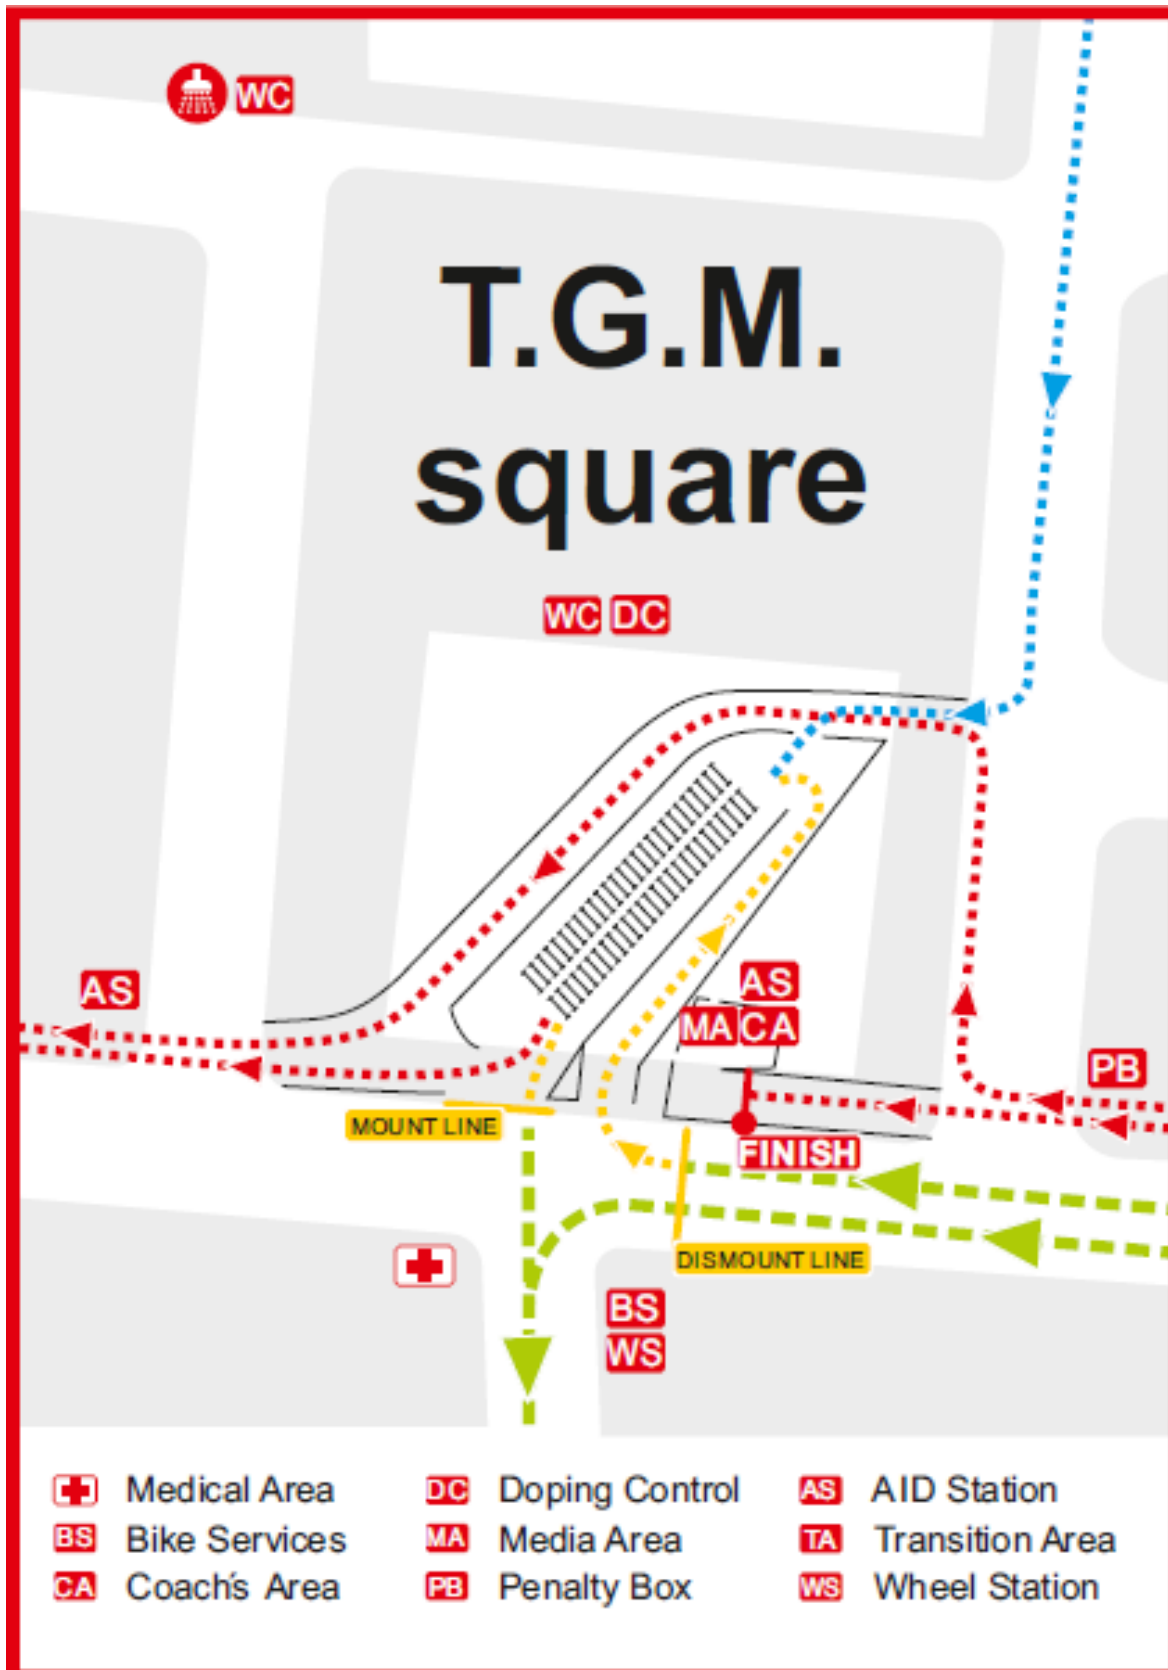 WC
T.G.M.
square
WC DC
AS
AS
MA CA
PB
MOUNT LINE
FINISH
DISMOUNT LINE
BS
WS
Medical Area
DC Doping Control
AS AID Station
BS Bike Services
MA Media Area
TA Transition Area
CA Coach's Area
PB Penalty Box
WS Wheel Station